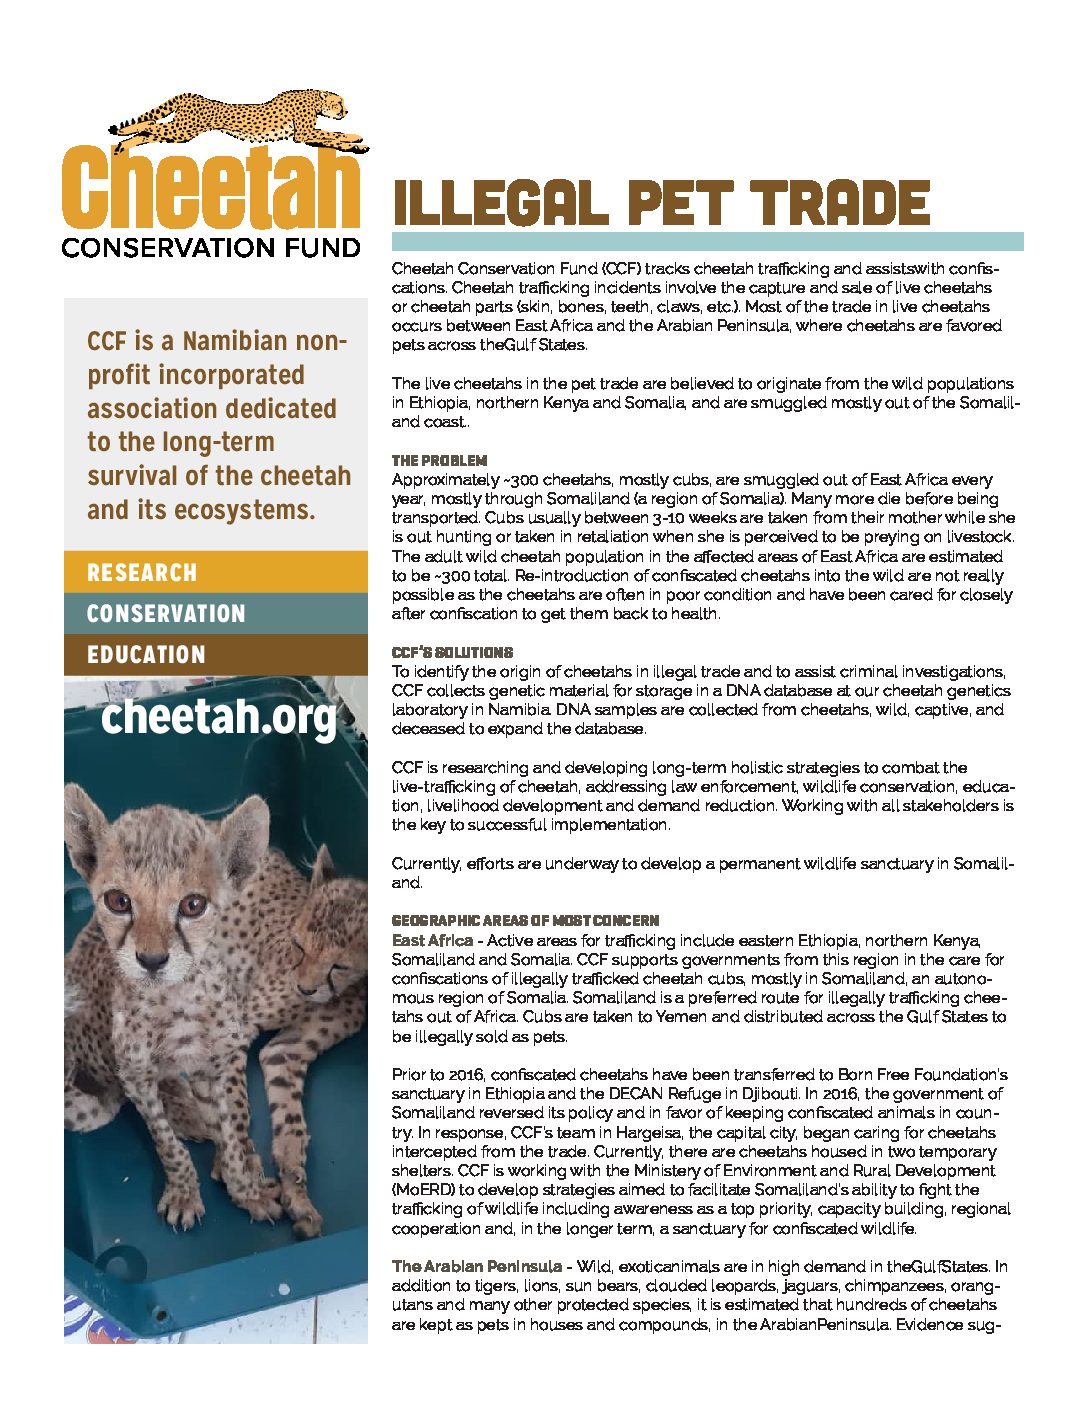 Cheetah
CONSERVATION FUND
CCF is a Namibian non-
profit incorporated
association dedicated
to the long-term
survival of the cheetah
and its ecosystems.
RESEARCH
CONSERVATION
EDUCATION
cheetah.org
ILLEGAL PET TRADE
Cheetah Conservation Fund (CCF) tracks cheetah trafficking and assistswith confis-
cations. Cheetah trafficking incidents involve the capture and sale of live cheetahs
or cheetah parts (skin, bones, teeth, claws, etc.). Most of the trade in live cheetahs
occurs between East Africa and the Arabian Peninsula, where cheetahs are favored
pets across theGulf States.
The live cheetahs in the pet trade are believed to originate from the wild populations
in Ethiopia, northern Kenya and Somalia, and are smuggled mostly out of the Somalil-
and coast..
THE PROBLEM
Approximately ~300 cheetahs, mostly cubs, are smuggled out of East Africa every
year, mostly through Somaliland (a region of Somalia). Many more die before being
transported. Cubs usually between 3-10 weeks are taken from their mother while she
is out hunting or taken in retaliation when she is perceived to be preying on livestock.
The adult wild cheetah population in the affected areas of East Africa are estimated
to be ~300 total. Re-introduction of confiscated cheetahs into the wild are not really
possible as the cheetahs are often in poor condition and have been cared for closely
after confiscation to get them back to health.
CCF'S SOLUTIONS
To identify the origin of cheetahs in illegal trade and to assist criminal investigations,
CCF collects genetic material for storage in a DNA database at our cheetah genetics
laboratory in Namibia. DNA samples are collected from cheetahs, wild, captive, and
deceased to expand the database.
CCF is researching and developing long-term holistic strategies to combat the
live-trafficking of cheetah, addressing law enforcement, wildlife conservation, educa-
tion, livelihood development and demand reduction. Working with all stakeholders is
the key to successful implementation.
Currently, efforts are underway to develop a permanent wildlife sanctuary in Somalil-
and.
GEOGRAPHIC AREAS OF MOST CONCERN
East Africa - Active areas for trafficking include eastern Ethiopia, northern Kenya,
Somaliland and Somalia. CCF supports governments from this region in the care for
confiscations of illegally trafficked cheetah cubs, mostly in Somaliland, an autono-
mous region of Somalia. Somaliland is a preferred route for illegally trafficking chee-
tahs out of Africa. Cubs are taken to Yemen and distributed across the Gulf States to
be illegally sold as pets.
Prior to 2016, confiscated cheetahs have been transferred to Born Free Foundation's
sanctuary in Ethiopia and the DECAN Refuge in Djibouti. In 2016, the government of
Somaliland reversed its policy and in favor of keeping confiscated animals in coun-
try. In response, CCF's team in Hargeisa, the capital city, began caring for cheetahs
intercepted from the trade. Currently, there are cheetahs housed in two temporary
shelters. CCF is working with the Ministery of Environment and Rural Development
(MoERD) to develop strategies aimed to facilitate Somaliland's ability to fight the
trafficking of wildlife including awareness as a top priority, capacity building, regional
cooperation and, in the longer term, a sanctuary for confiscated wildlife.
The Arabian Peninsula - Wild, exoticanimals are in high demand in theGulfStates. In
addition to tigers, lions, sun bears, clouded leopards, jaguars, chimpanzees, orang-
utans and many other protected species, it is estimated that hundreds of cheetahs
are kept as pets in houses and compounds, in the ArabianPeninsula. Evidence sug-